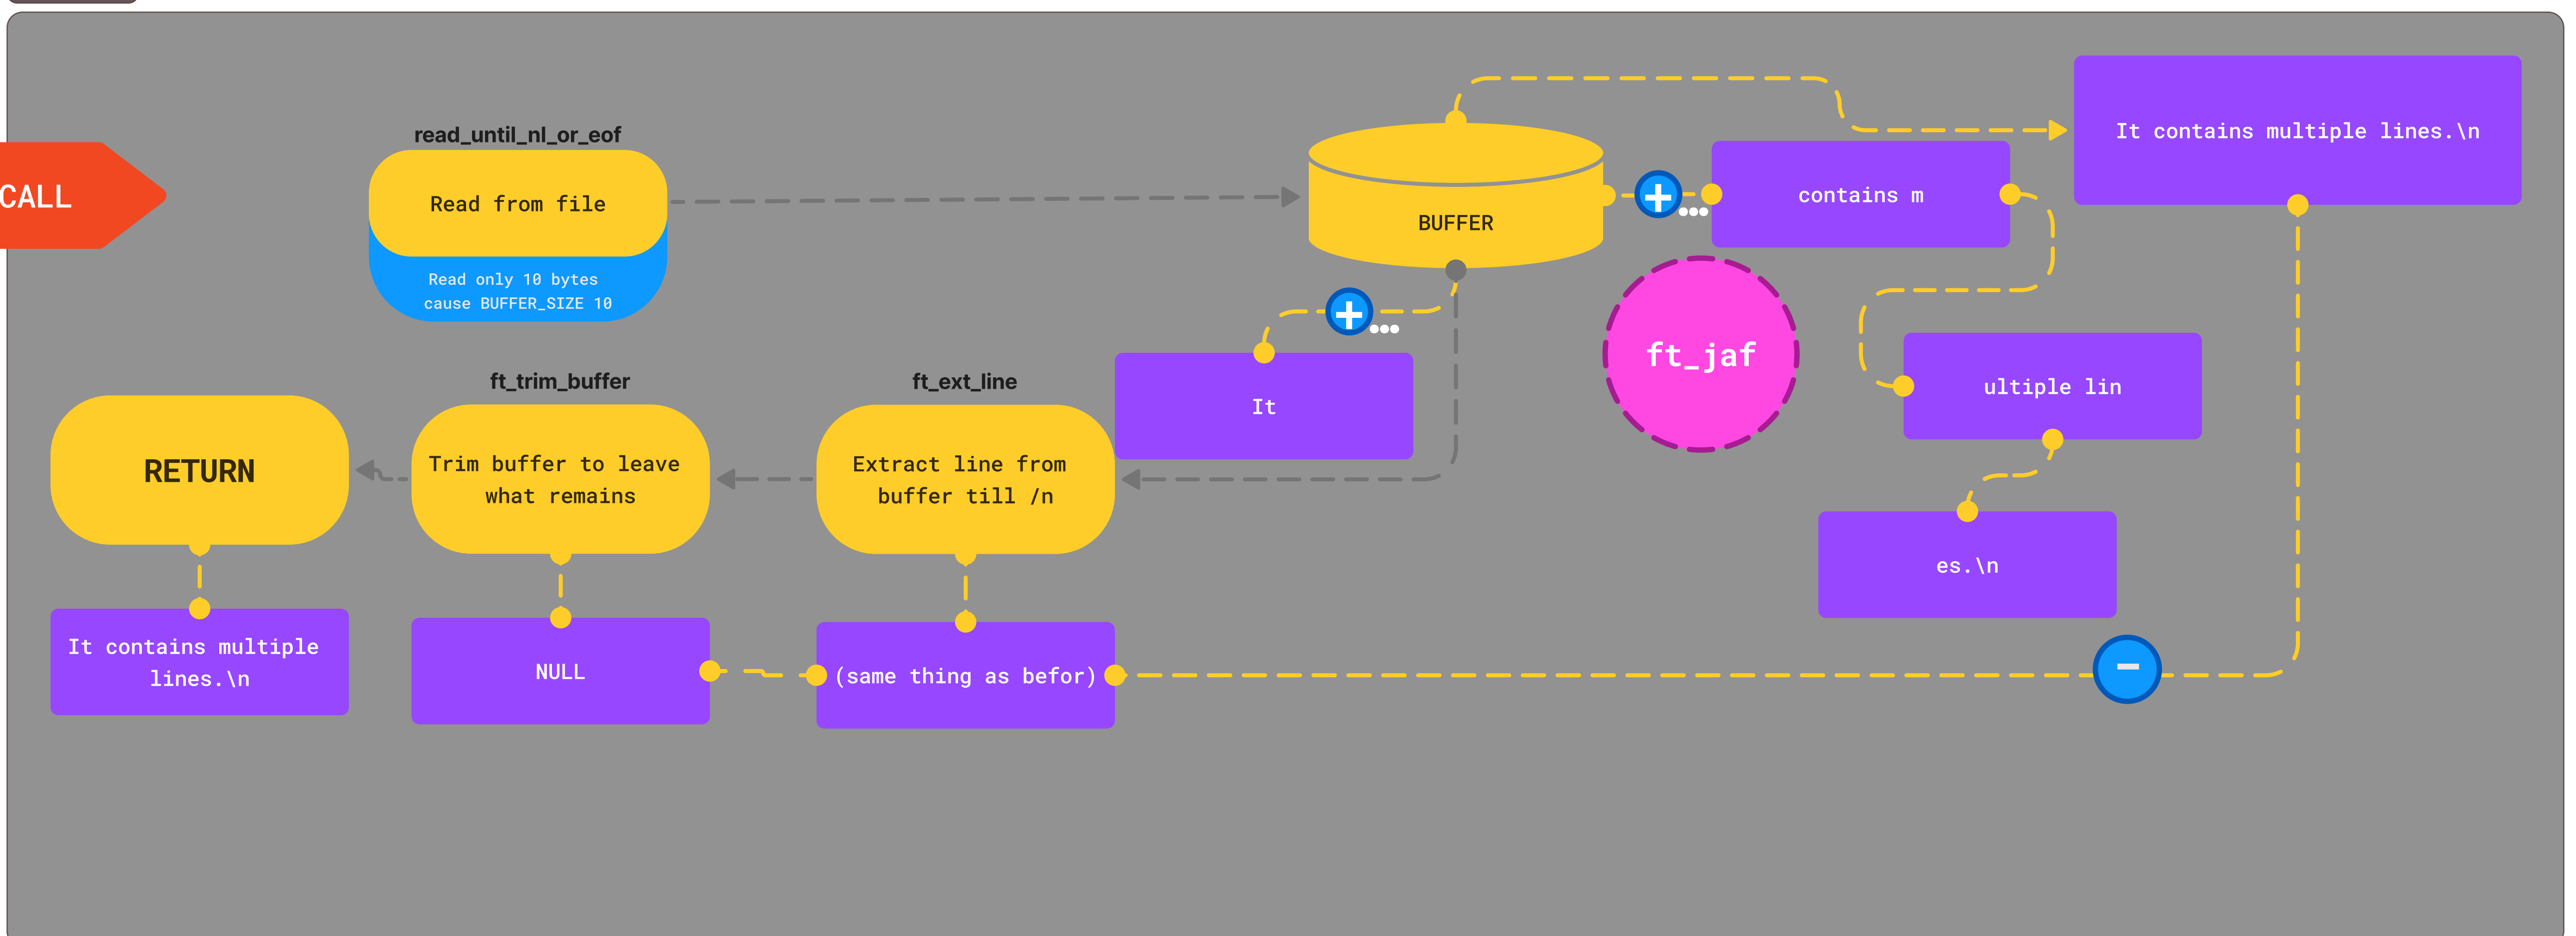 CALL
read_until_nl_or_eof
Read from file
Read only 10 bytes
cause BUFFER_SIZE 10
BUFFER
contains m
It contains multiple lines.\n
ft_jaf
ultiple lin
es.\n
It
ft_ext_line
Extract line from
buffer till /n
ft_trim_buffer
Trim buffer to leave
what remains
RETURN
It contains multiple
lines.\n
NULL
(same thing as befor)